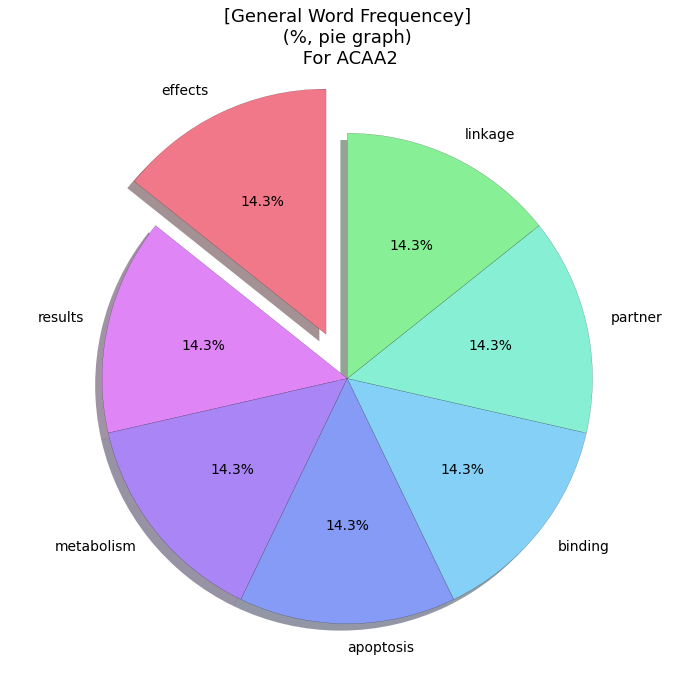 [General Word Frequencey]
(%, pie graph)
For ACAA2
effects
linkage
14.3%
14.3%
results
partner
14.3%
14.3%
14.3%
14.3%
14.3%
metabolism
binding
apoptosis